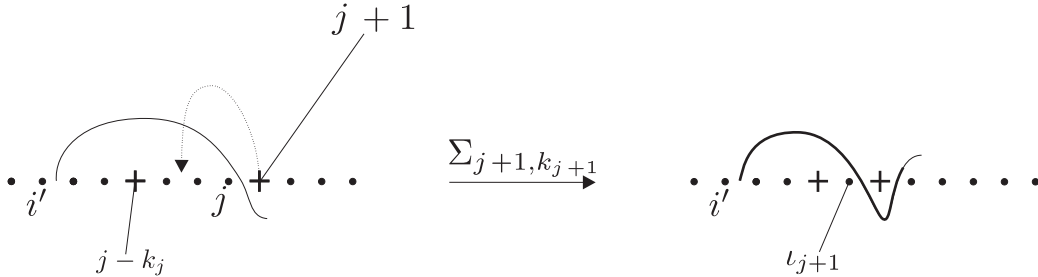 j + 1
Σ_{j+1,k_{j+1}}
i′
j
i′
j − k_j
ι_{j+1}